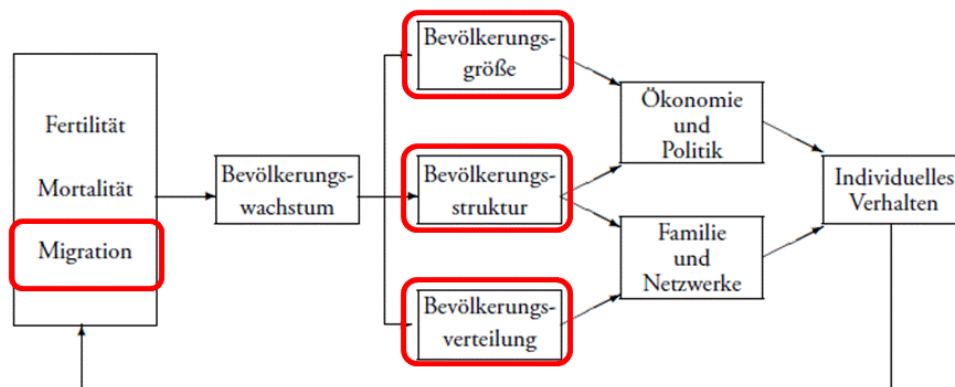 Fertilität
Mortalität
Migration
Bevölkerungs-
wachstum
Bevölkerungs-
größe
Bevölkerungs-
struktur
Bevölkerungs-
verteilung
Ökonomie
und
Politik
Familie
und
Netzwerke
Individuelles
Verhalten